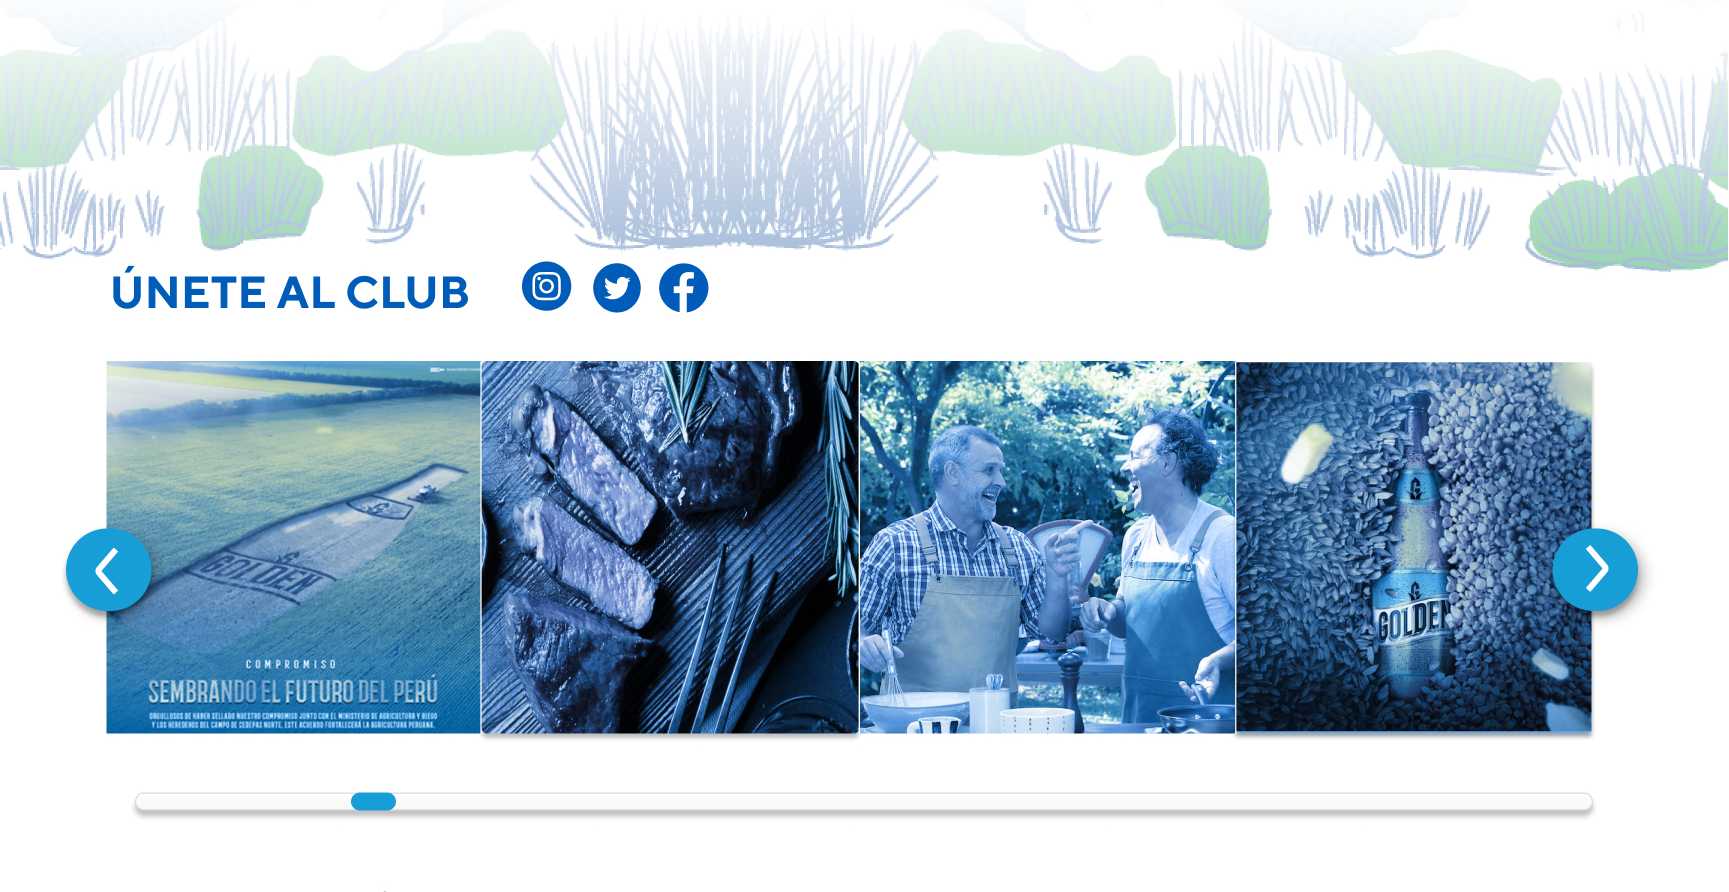 ÚNETE AL CLUB
GOLDEN
COMPROMISO
SEMBRANDO EL FUTURO DEL PERÚ
ORGULLOSOS DE HABER SELLADO NUESTRO COMPROMISO JUNTO CON EL MINISTERIO DE AGRICULTURA Y RIEGO
Y LOS HEREDEROS DEL CAMPO DE CEDEPAS NORTE, ESTE ACUERDO FORTALECERÁ LA AGRICULTURA PERUANA.
GOLDEN